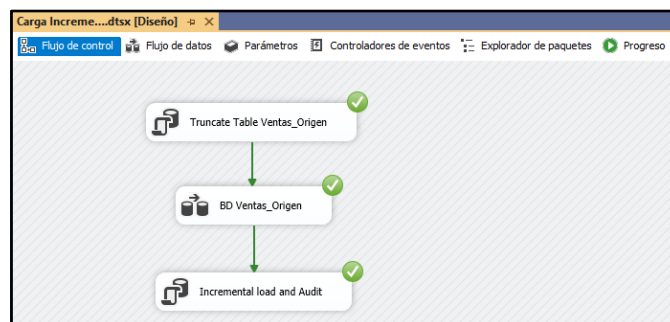 Carga Increme....dtsx [Diseño]
Flujo de control Flujo de datos Parámetros Controladores de eventos Explorador de paquetes Progreso
Truncate Table Ventas_Origen
BD Ventas_Origen
Incremental load and Audit